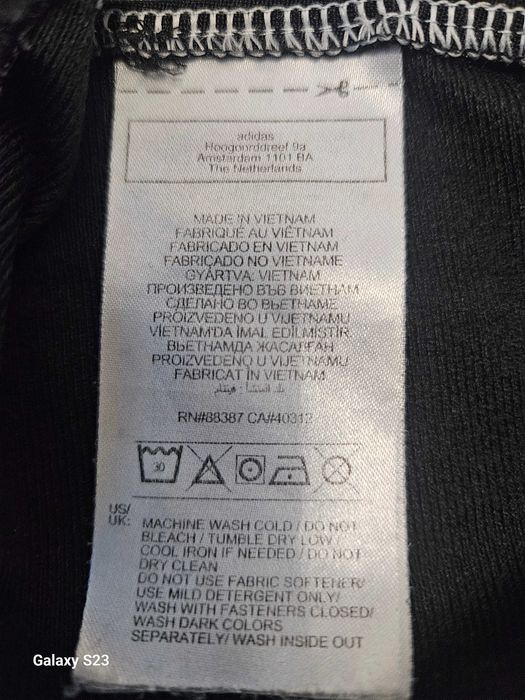 adidas
Hoogoorddreef 9a
Amsterdam 1101 BA
The Netherlands
MADE IN VIETNAM
FABRIQUÉ AU VIÊTNAM
FABRICADO EN VIETNAM
FABRICADO NO VIETNAME
GYÁRTVA: VIETNAM
ПРОИЗВЕДЕНО ВЪВ ВИЕТНАМ
СДЕЛАНО ВО ВЬЕТНАМЕ
PROIZVEDENO U VIJETNAMU
VİETNAM'DA İMAL EDİLMİŞTİR
ВЬЕТНАМДА ЖАСАЛҒАН
PROIZVEDENO U VIJETNAMU
FABRICAT ÎN VIETNAM
RN#88387 CA#40312
30
US/
UK:
MACHINE WASH COLD / DO NOT
BLEACH / TUMBLE DRY LOW /
COOL IRON IF NEEDED / DO NOT
DRY CLEAN
DO NOT USE FABRIC SOFTENER/
USE MILD DETERGENT ONLY/
WASH WITH FASTENERS CLOSED/
WASH DARK COLORS
SEPARATELY/ WASH INSIDE OUT
Galaxy S23